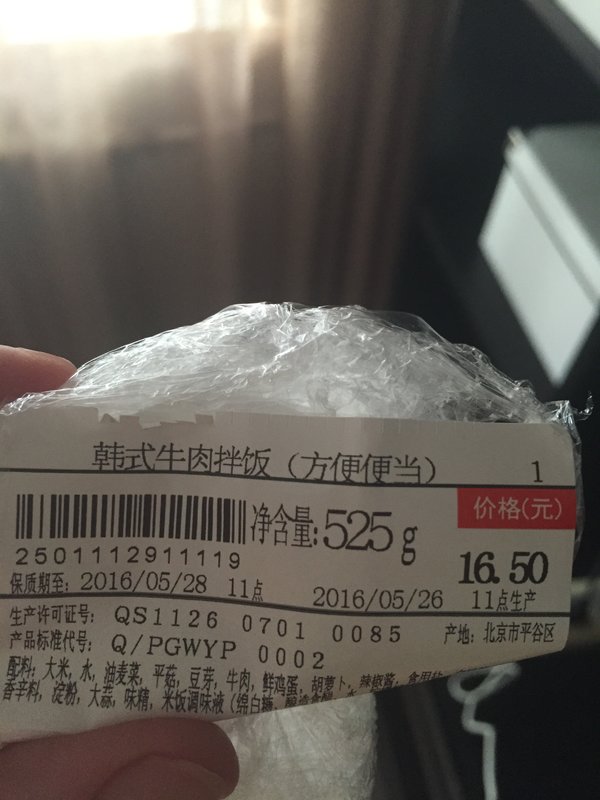 韩式牛肉拌饭（方便便当） 1
净含量:525g
价格(元)
2501112911119
16.50
保质期至: 2016/05/28 11点 2016/05/26 11点生产
生产许可证号: QS1126 0701 0085 产地: 北京市平谷区
产品标准代号: Q/PGWYP 0002
配料: 大米, 水, 油麦菜, 平菇, 豆芽, 牛肉, 鲜鸡蛋, 胡萝卜, 辣椒酱, 食用
香辛料, 淀粉, 大蒜, 味精, 米饭调味液（绵白糖,